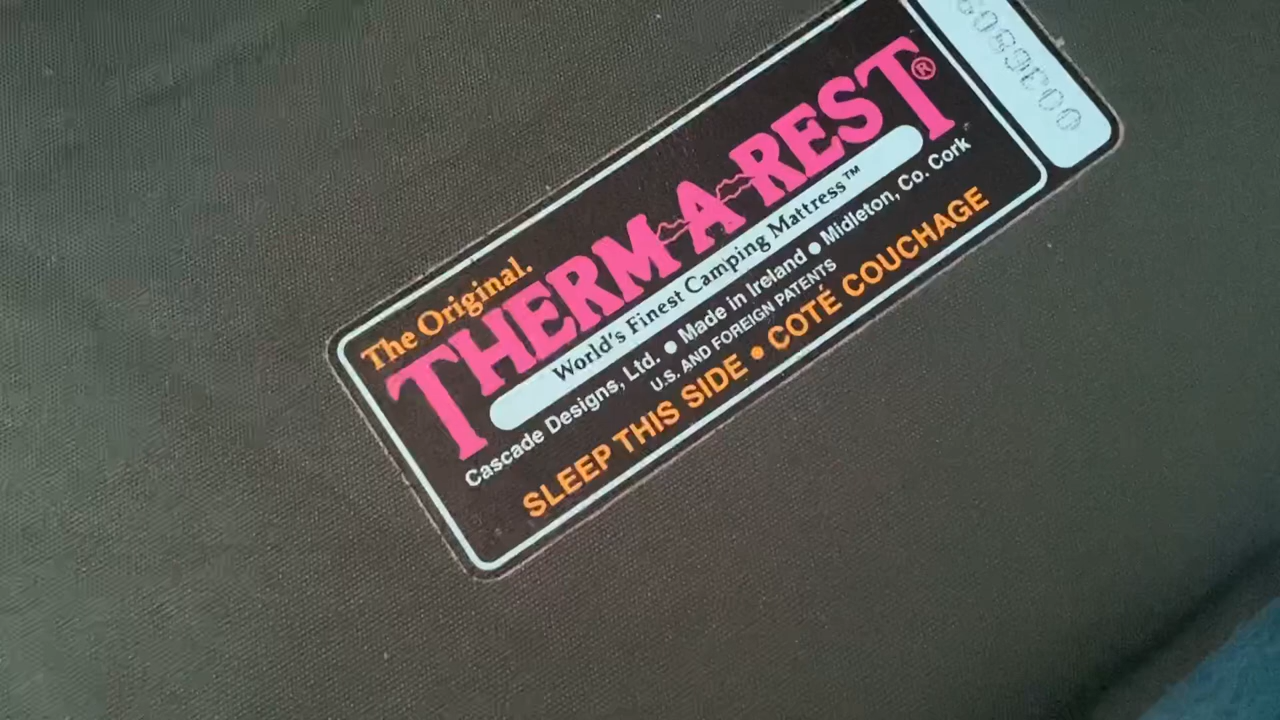 The Original.
THERM-A-REST®
World's Finest Camping Mattress™
Cascade Designs, Ltd. ● Made in Ireland ● Midleton, Co. Cork
U.S. AND FOREIGN PATENTS
SLEEP THIS SIDE • COTÉ COUCHAGE